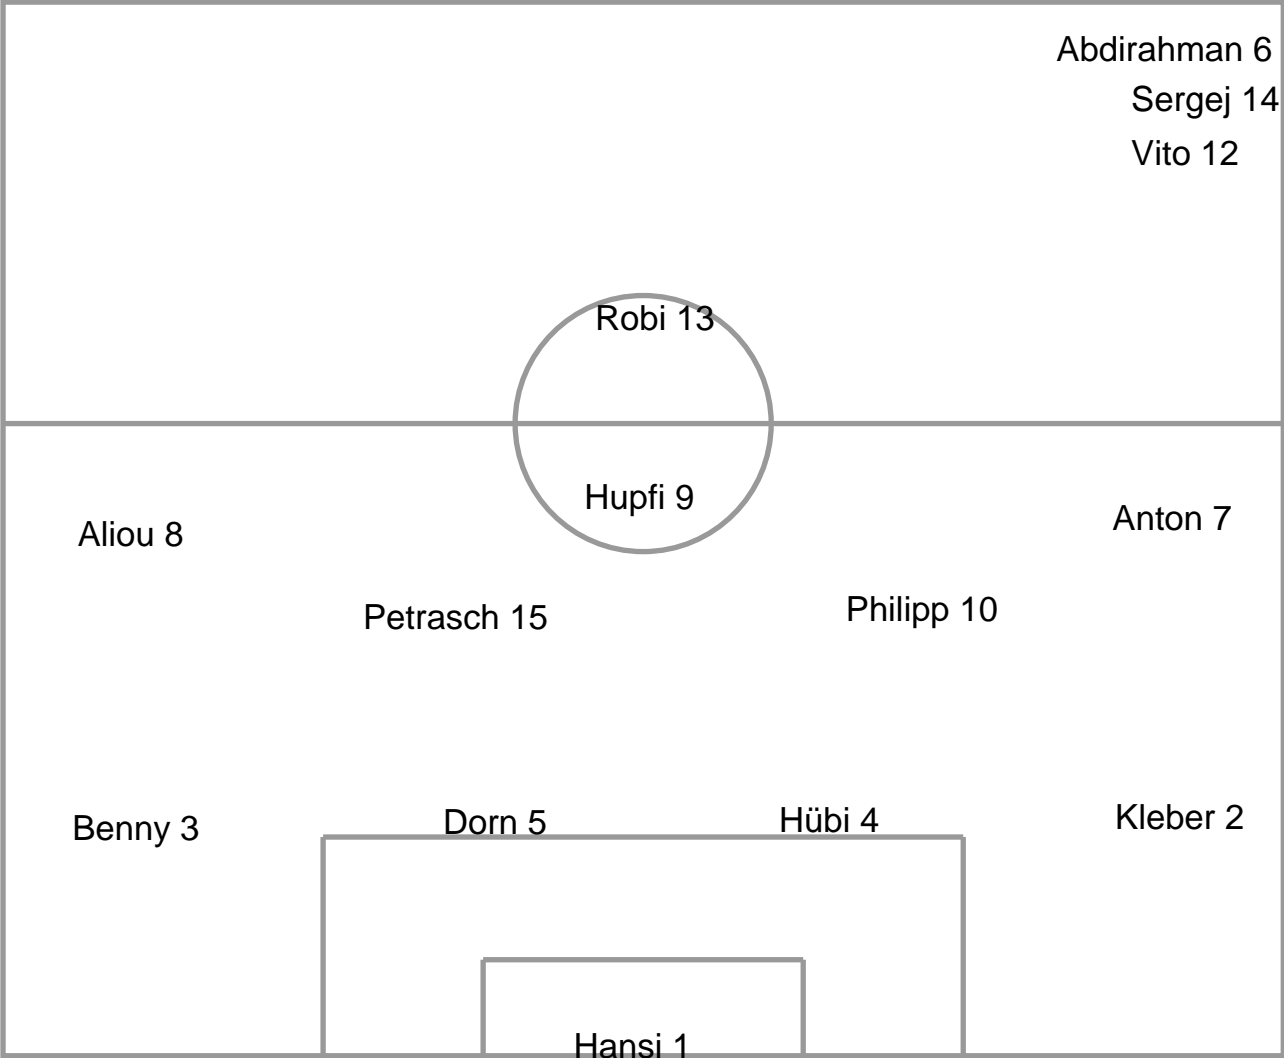 Abdirahman 6
Sergej 14
Vito 12
Robi 13
Hupfi 9
Aliou 8
Anton 7
Petrasch 15
Philipp 10
Benny 3
Dorn 5
Hübi 4
Kleber 2
Hansi 1